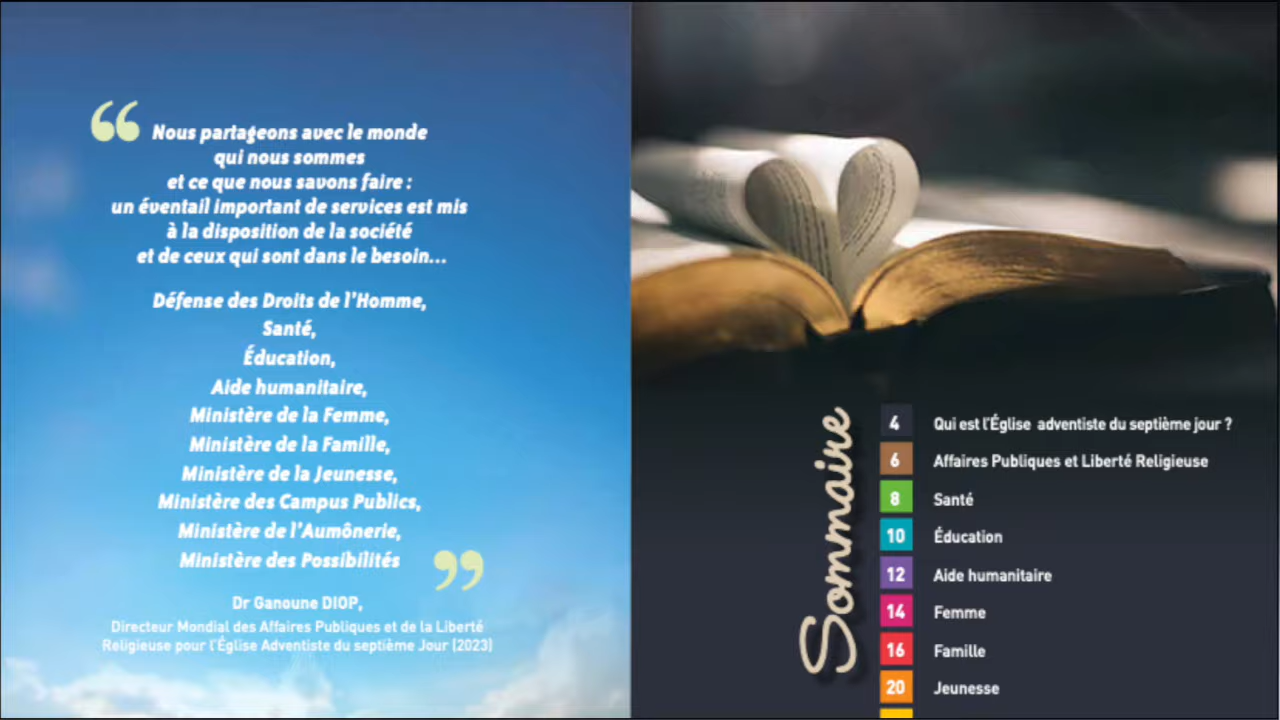 Nous partageons avec le monde
qui nous sommes
et ce que nous savons faire :
un éventail important de services est mis
à la disposition de la société
et de ceux qui sont dans le besoin...
Défense des Droits de l'Homme,
Santé,
Éducation,
Aide humanitaire,
Ministère de la Femme,
Ministère de la Famille,
Ministère de la Jeunesse,
Ministère des Campus Publics,
Ministère de l'Aumônerie,
Ministère des Possibilités
Dr Ganoune DIOP,
Directeur Mondial des Affaires Publiques et de la Liberté
Religieuse pour l'Église Adventiste du septième Jour (2023)
Sommaire
4 Qui est l'Église adventiste du septième jour ?
6 Affaires Publiques et Liberté Religieuse
8 Santé
10 Éducation
12 Aide humanitaire
14 Femme
16 Famille
20 Jeunesse